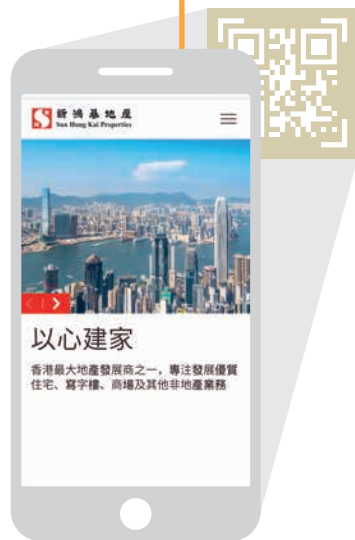 新鴻基地產
Sun Hung Kai Properties
以心建家
香港最大地產發展商之一，專注發展優質
住宅、寫字樓、商場及其他非地產業務